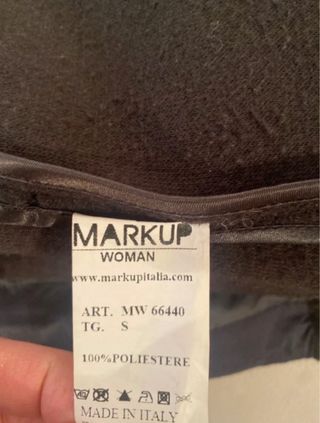 MARKUP
WOMAN
www.markupitalia.com
ART. MW 66440
TG. S
100%POLIESTERE
MADE IN ITALY